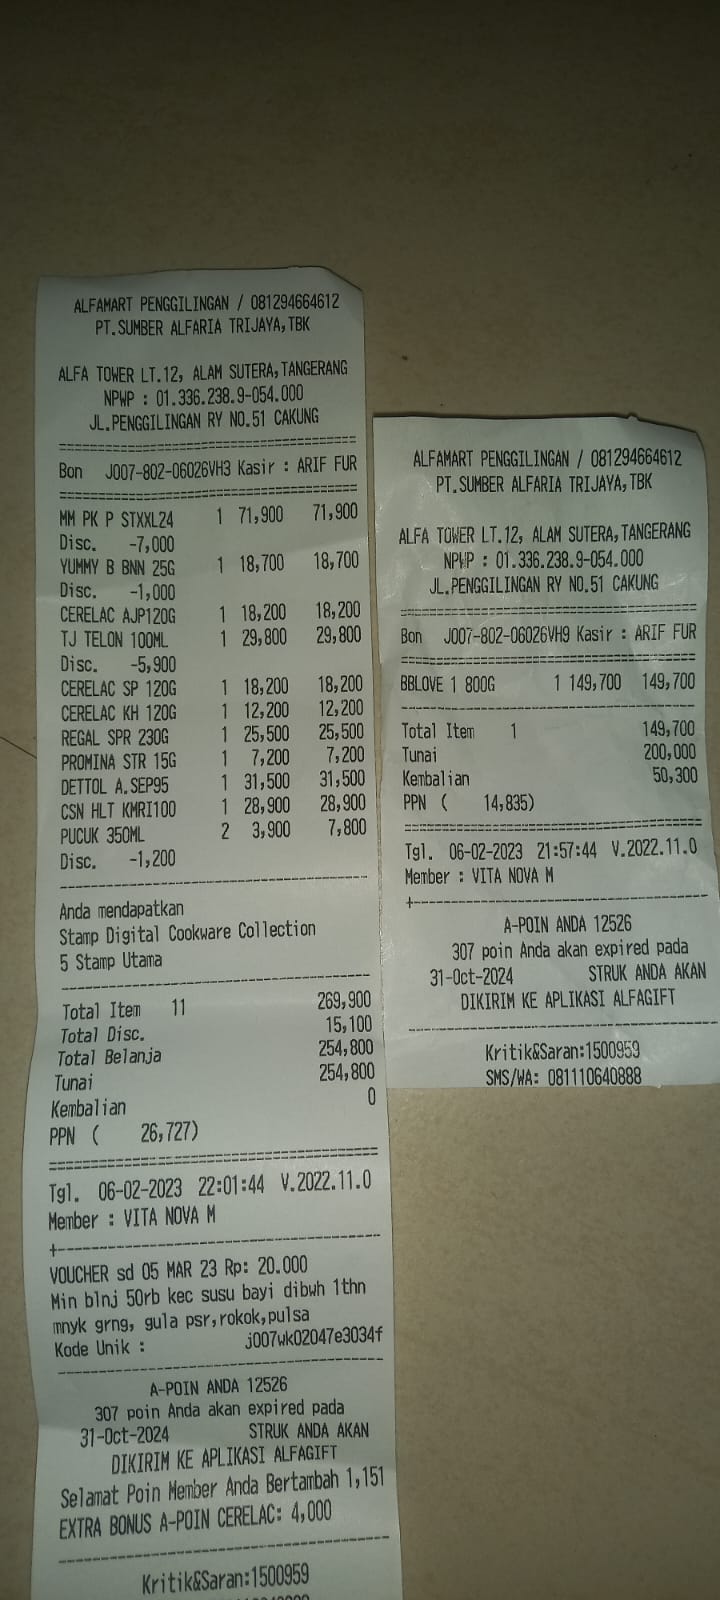 ALFAMART PENGGILINGAN / 081294664612
PT.SUMBER ALFARIA TRIJAYA,TBK
ALFA TOWER LT.12, ALAM SUTERA,TANGERANG
NPWP : 01.336.238.9-054.000
JL.PENGGILINGAN RY NO.51 CAKUNG
Bon J007-802-06026VH3 Kasir : ARIF FUR
MM PK P STXXL24 1 71,900 71,900
Disc. -7,000
YUMMY B BNN 25G 1 18,700 18,700
Disc. -1,000
CERELAC AJP120G 1 18,200 18,200
TJ TELON 100ML 1 29,800 29,800
Disc. -5,900
CERELAC SP 120G 1 18,200 18,200
CERELAC KH 120G 1 12,200 12,200
REGAL SPR 230G 1 25,500 25,500
PROMINA STR 15G 1 7,200 7,200
DETTOL A.SEP95 1 31,500 31,500
CSN HLT KMRI100 1 28,900 28,900
PUCUK 350ML 2 3,900 7,800
Disc. -1,200
Anda mendapatkan
Stamp Digital Cookware Collection
5 Stamp Utama
Total Item 11 269,900
Total Disc. 15,100
Total Belanja 254,800
Tunai 254,800
Kembalian 0
PPN ( 26,727)
Tgl. 06-02-2023 22:01:44 V.2022.11.0
Member : VITA NOVA M
VOUCHER sd 05 MAR 23 Rp: 20.000
Min blnj 50rb kec susu bayi dibwh 1thn
mnyk grng, gula psr,rokok,pulsa
Kode Unik : j007wk02047e3034f
A-POIN ANDA 12526
307 poin Anda akan expired pada
31-Oct-2024 STRUK ANDA AKAN
DIKIRIM KE APLIKASI ALFAGIFT
Selamat Poin Member Anda Bertambah 1,151
EXTRA BONUS A-POIN CERELAC: 4,000
Kritik&Saran:1500959
ALFAMART PENGGILINGAN / 081294664612
PT.SUMBER ALFARIA TRIJAYA,TBK
ALFA TOWER LT.12, ALAM SUTERA,TANGERANG
NPWP : 01.336.238.9-054.000
JL.PENGGILINGAN RY NO.51 CAKUNG
Bon J007-802-06026VH9 Kasir : ARIF FUR
BBLOVE 1 800G 1 149,700 149,700
Total Item 1 149,700
Tunai 200,000
Kembalian 50,300
PPN ( 14,835)
Tgl. 06-02-2023 21:57:44 V.2022.11.0
Member : VITA NOVA M
A-POIN ANDA 12526
307 poin Anda akan expired pada
31-Oct-2024 STRUK ANDA AKAN
DIKIRIM KE APLIKASI ALFAGIFT
Kritik&Saran:1500959
SMS/WA: 081110640888